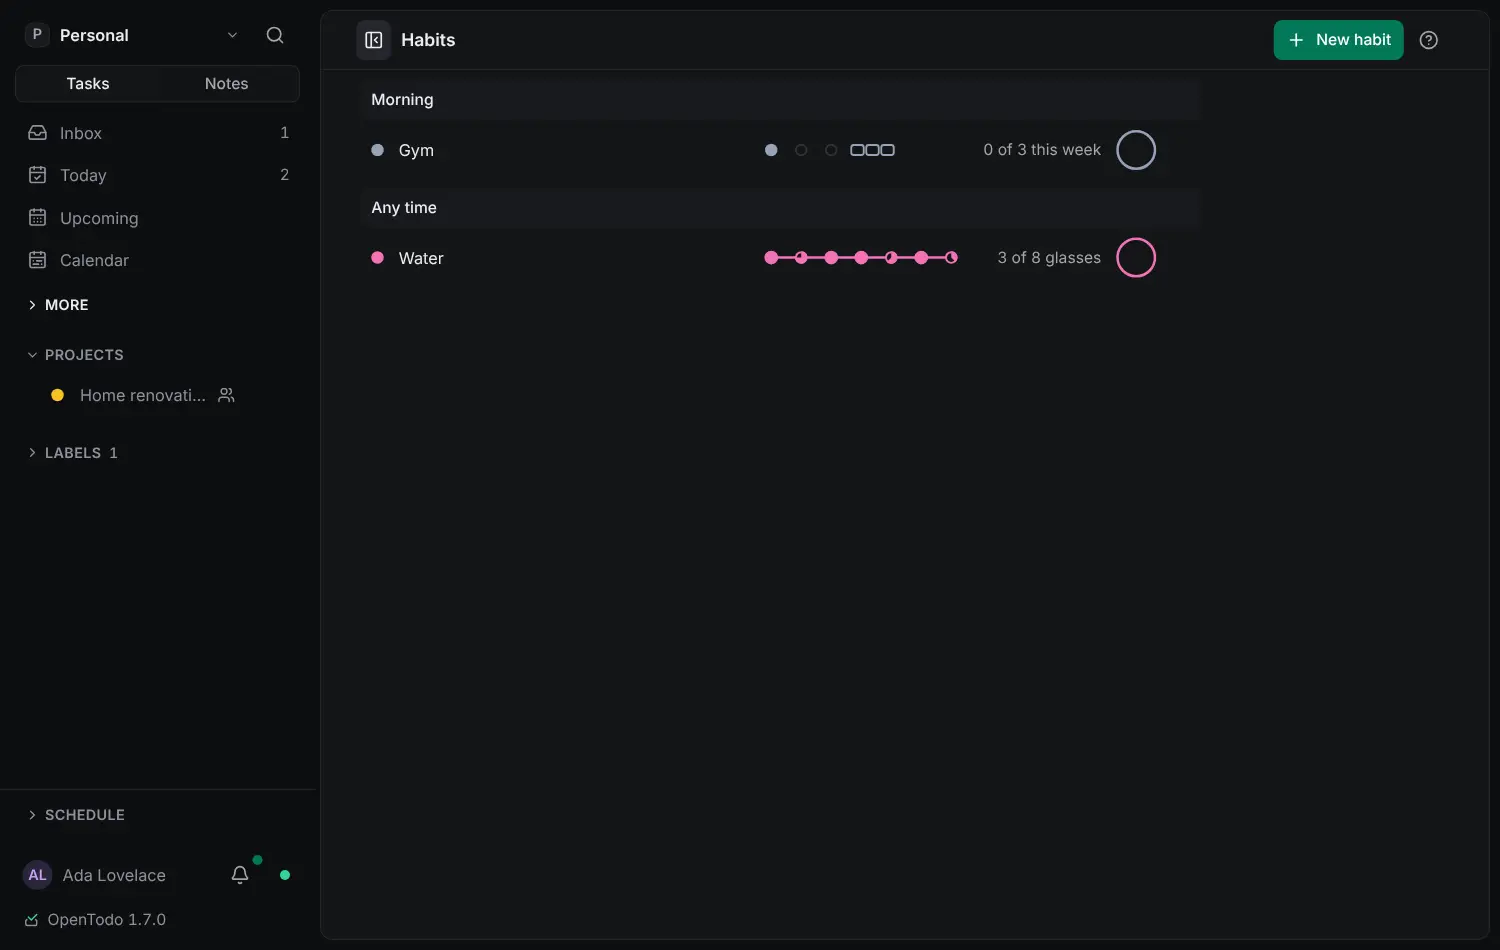 P Personal
Tasks Notes
Inbox 1
Today 2
Upcoming
Calendar
MORE
PROJECTS
Home renovati...
LABELS 1
SCHEDULE
AL Ada Lovelace
OpenTodo 1.7.0
Habits
New habit
Morning
Gym 0 of 3 this week
Any time
Water 3 of 8 glasses